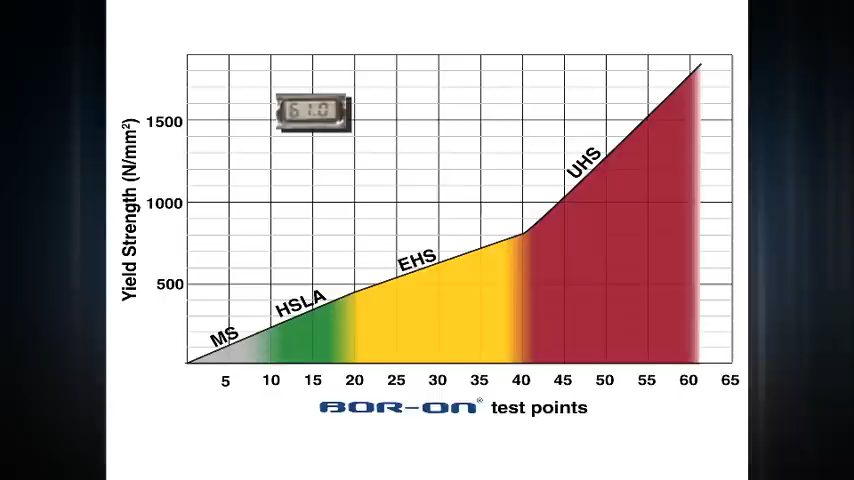 61.0
1500
1000
500
Yield Strength (N/mm²)
MS
HSLA
EHS
UHS
5 10 15 20 25 30 35 40 45 50 55 60 65
BOR-ON® test points